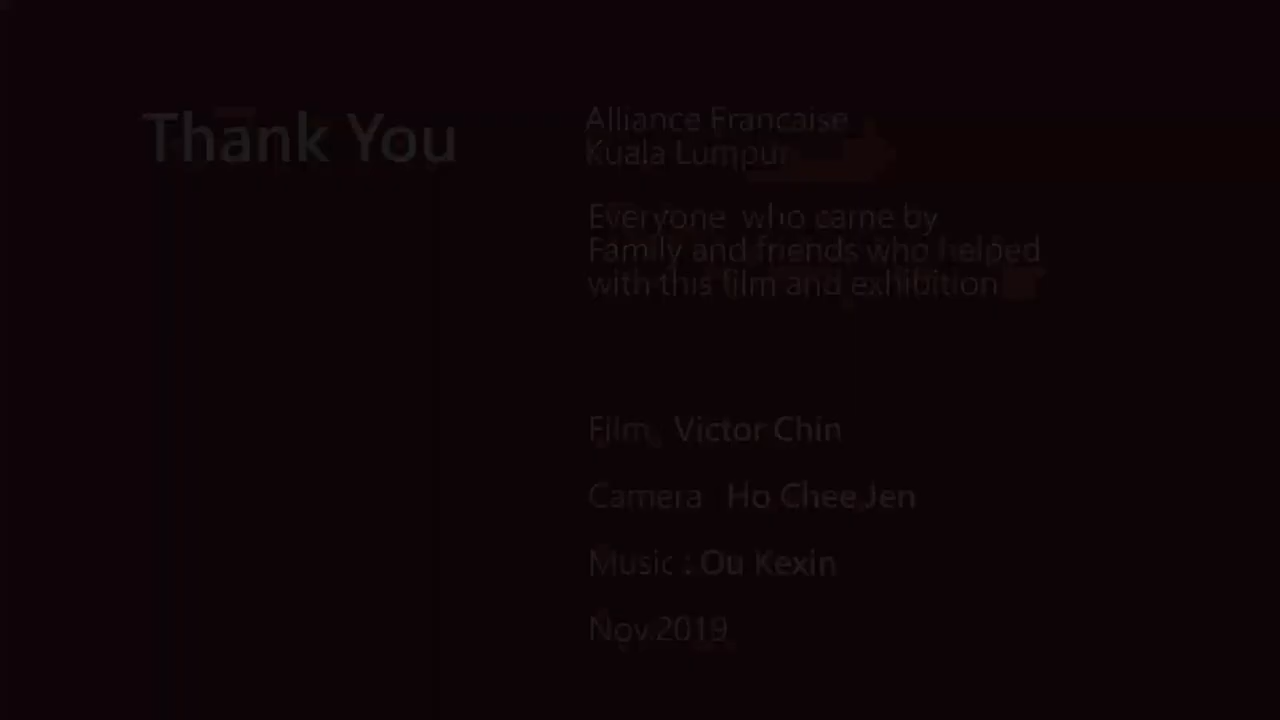 Thank You
Alliance Francaise
Kuala Lumpur
Everyone who came by
Family and friends who helped
with this film and exhibition
Film, Victor Chin
Camera Ho Chee Jen
Music : Ou Kexin
Nov.2019